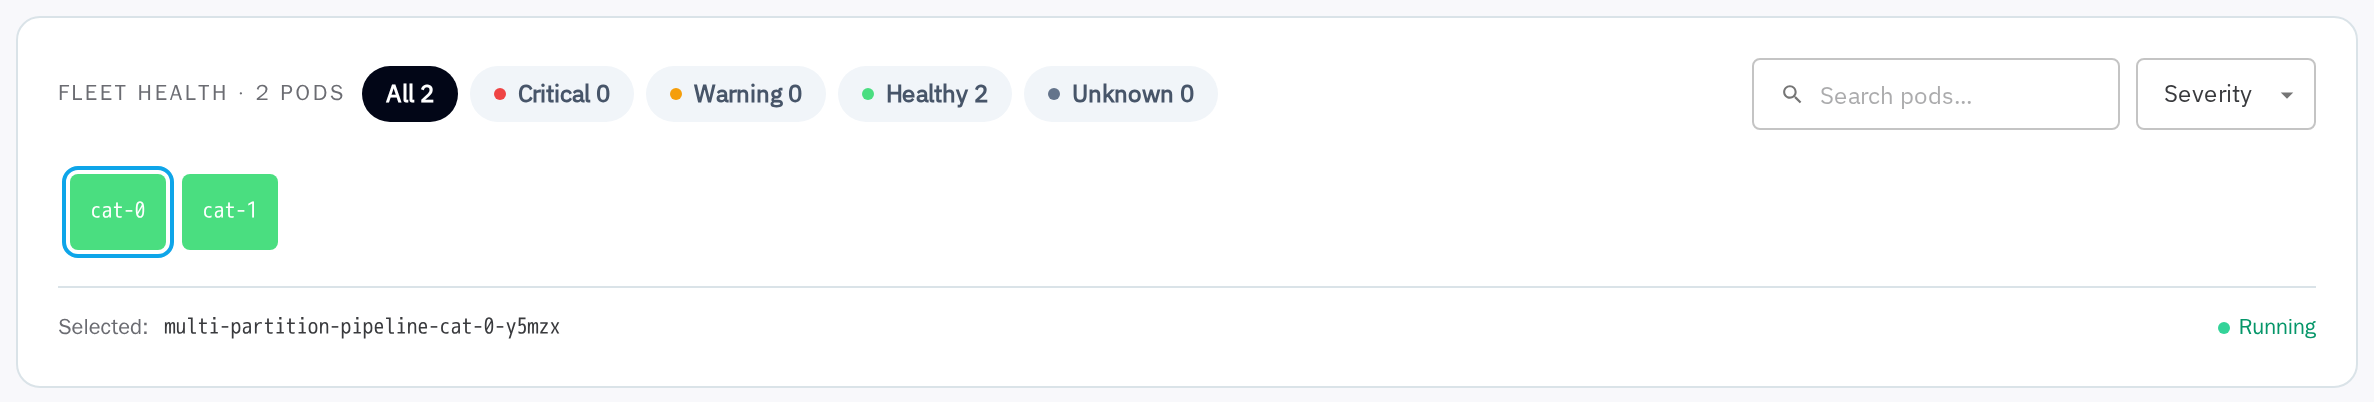 FLEET HEALTH · 2 PODS All 2 Critical 0 Warning 0 Healthy 2 Unknown 0 Search pods... Severity
cat-0 cat-1
Selected: multi-partition-pipeline-cat-0-y5mzx Running